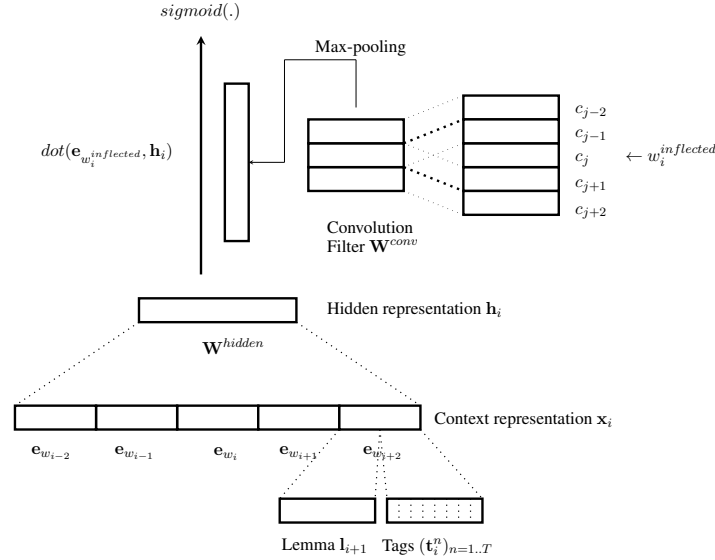 sigmoid(.)
Max-pooling
c_{j-2}
c_{j-1}
dot(e_{w_i^{inflected}}, h_i)
c_j
← w_i^{inflected}
c_{j+1}
c_{j+2}
Convolution
Filter W^{conv}
Hidden representation h_i
W^{hidden}
Context representation x_i
e_{w_{i-2}} e_{w_{i-1}} e_{w_i} e_{w_{i+1}} e_{w_{i+2}}
Lemma l_{i+1} Tags (t_i^n)_{n=1..T}